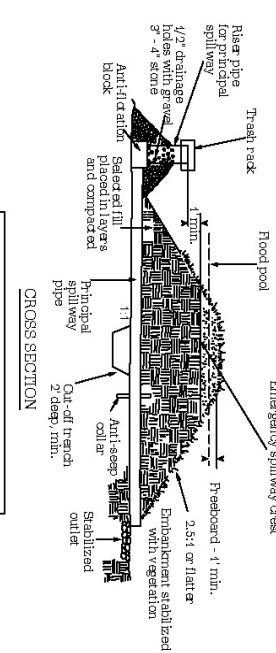 Riser pipe
for principal
spillway
1/2" drainage
holes with gravel
3" - 4" stone
Anti-flotation
block
Trash rack
Selected fill
placed in layers
and compacted
1' min.
Flood pool
Principal
spillway
pipe
1:1
Cut-off trench
2' deep, min.
Anti-seep
collar
Emergency spillway crest
Freeboard - 1' min.
2.5:1 or flatter
Embankment stabilized
with vegetation
Stabilized
outlet
CROSS SECTION